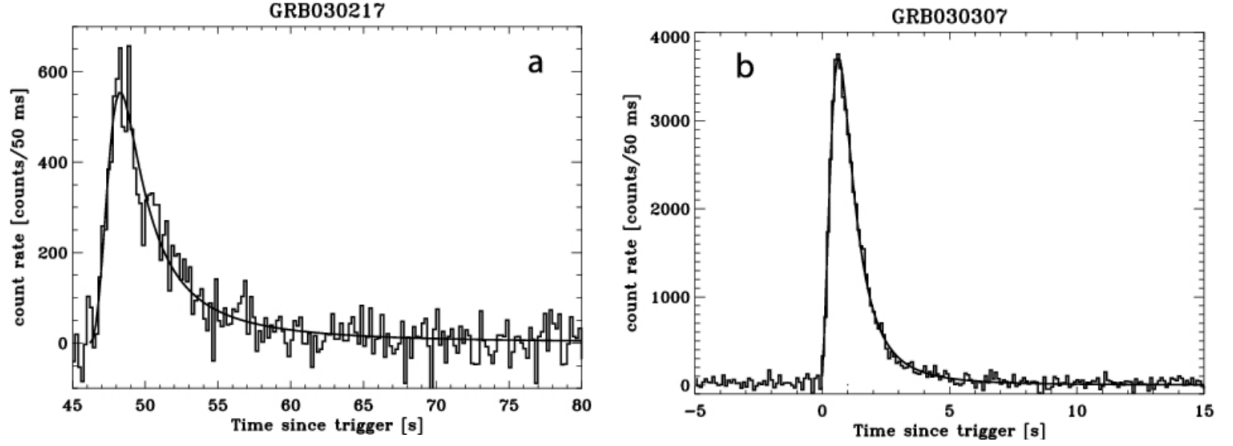 GRB030217
a
count rate [counts/50 ms]
600
400
200
0
45 50 55 60 65 70 75 80
Time since trigger [s]
GRB030307
b
count rate [counts/50 ms]
4000
3000
2000
1000
0
−5 0 5 10 15
Time since trigger [s]